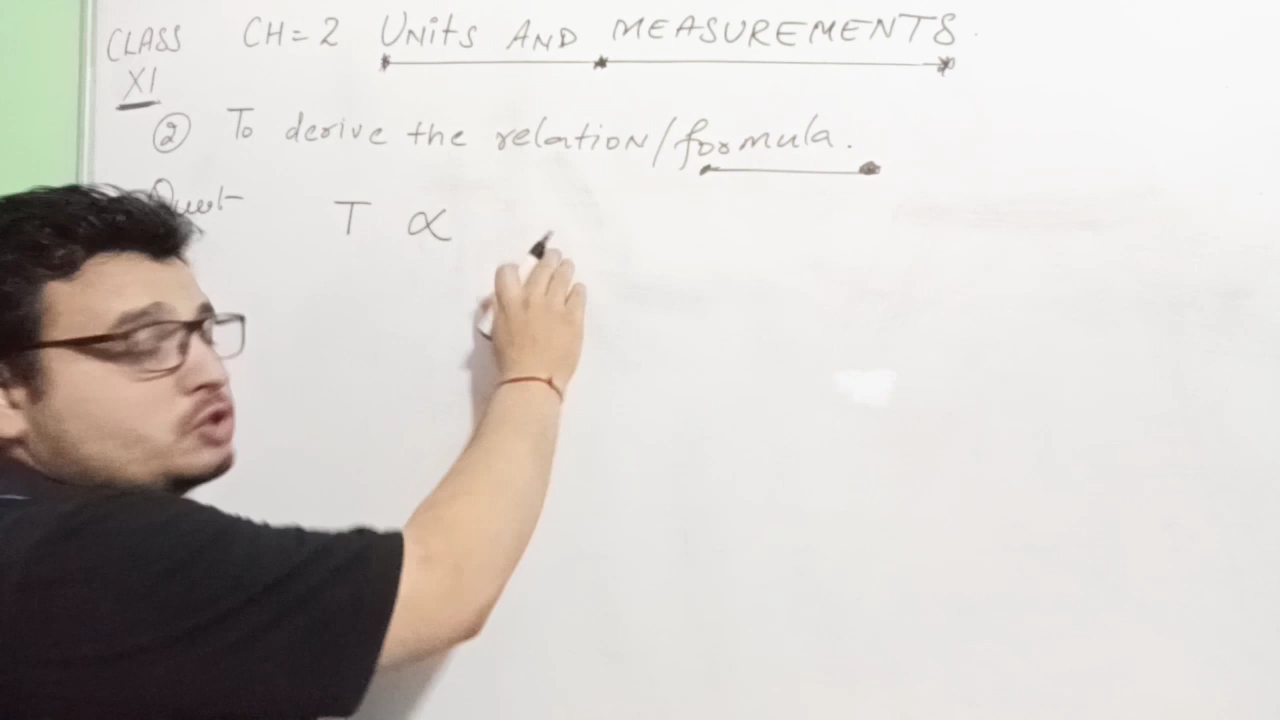 CLASS CH=2 UNits AND MEASUREMENTS
XI
② To derive the relation/formula.
T ∝